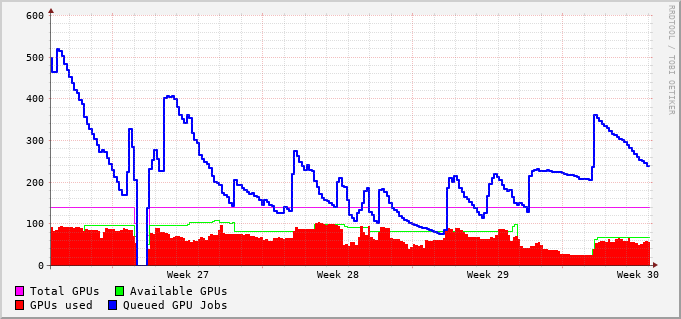 600
500
400
300
200
100
0
Week 27 Week 28 Week 29 Week 30
Total GPUs Available GPUs
GPUs used Queued GPU Jobs
RRDTOOL / TOBI OETIKER